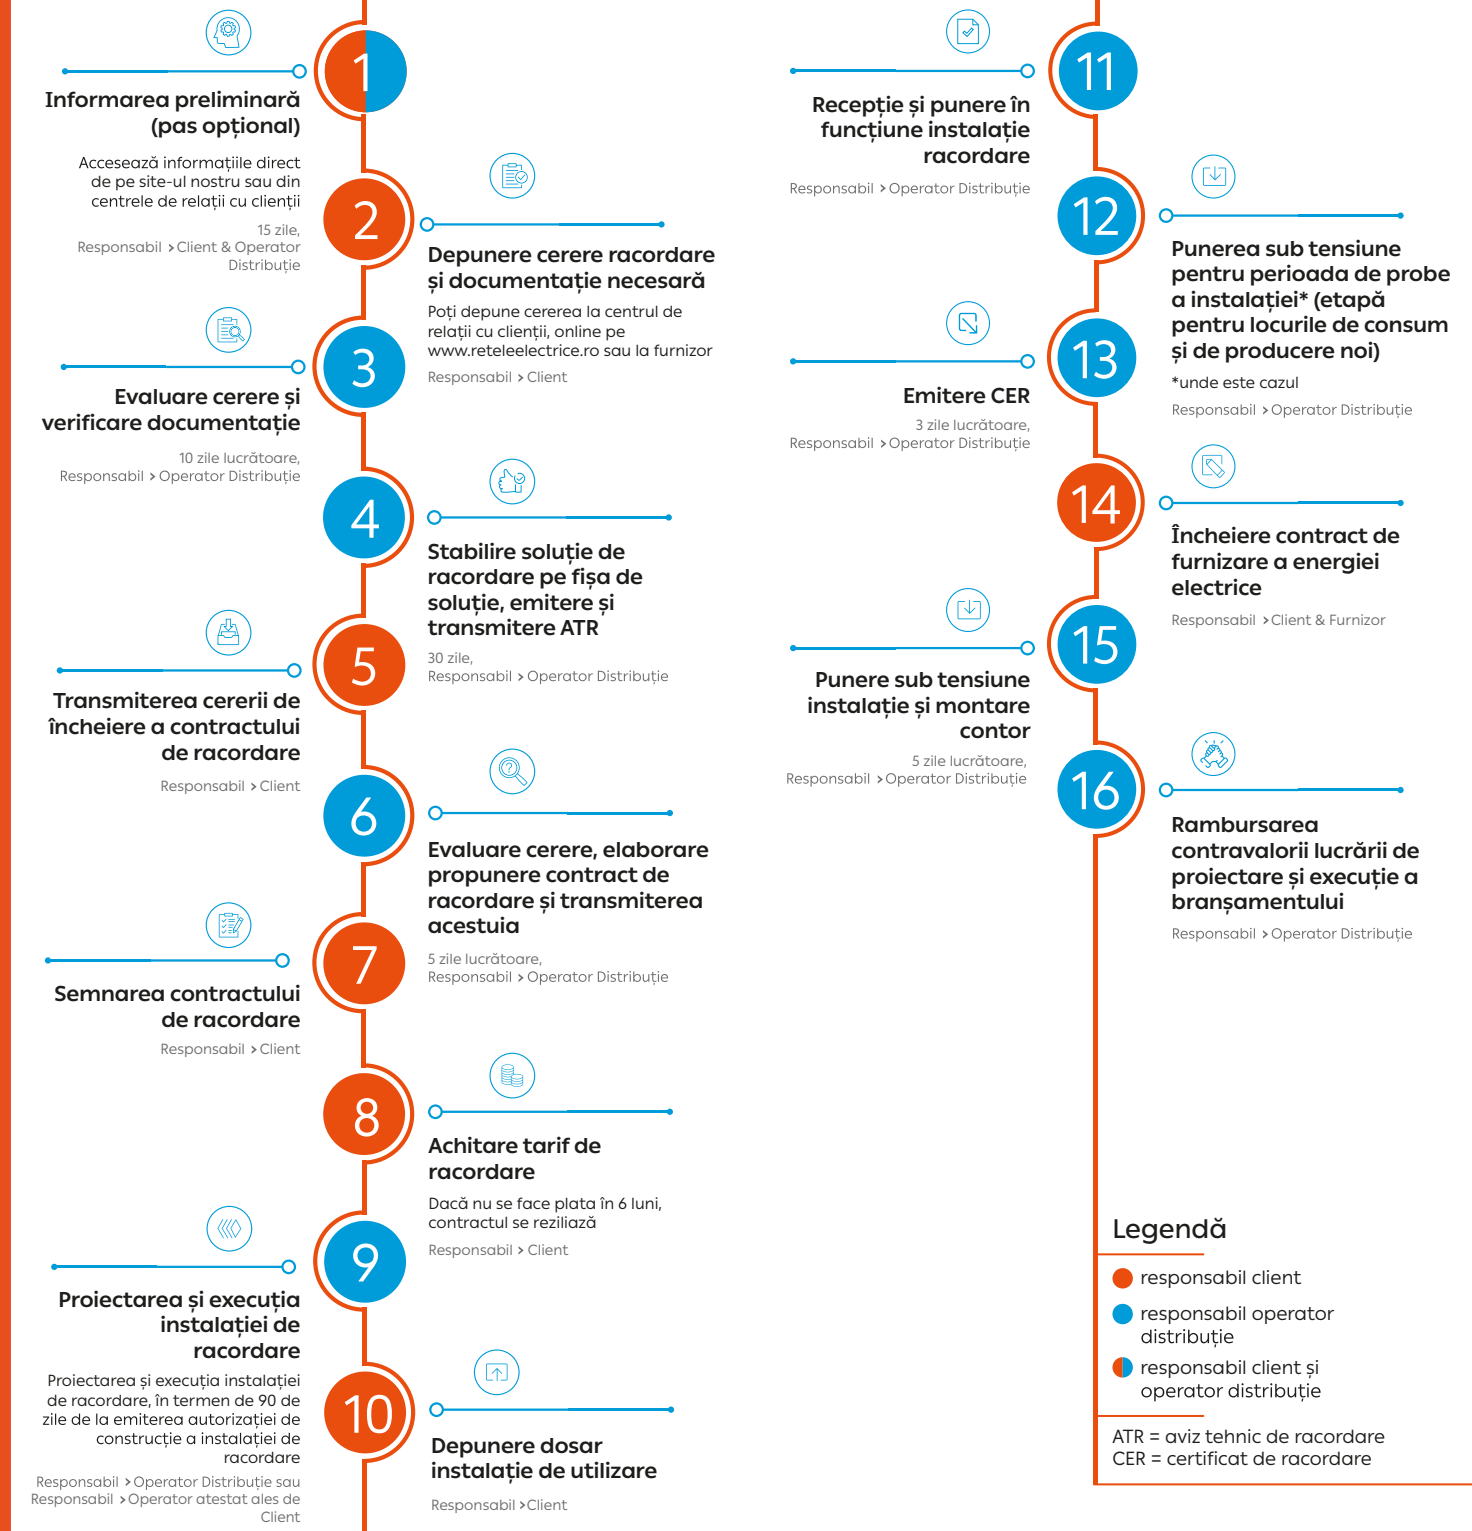 1
Informarea preliminară
(pas opțional)
Accesează informațiile direct
de pe site-ul nostru sau din
centrele de relații cu clienții
15 zile,
Responsabil > Client & Operator
Distribuție
2
Depunere cerere racordare
și documentație necesară
Poți depune cererea la centrul de
relații cu clienții, online pe
www.reteleelectrice.ro sau la furnizor
Responsabil > Client
3
Evaluare cerere și
verificare documentație
10 zile lucrătoare,
Responsabil > Operator Distribuție
4
Stabilire soluție de
racordare pe fișa de
soluție, emitere și
transmitere ATR
30 zile,
Responsabil > Operator Distribuție
5
Transmiterea cererii de
încheiere a contractului
de racordare
Responsabil > Client
6
Evaluare cerere, elaborare
propunere contract de
racordare și transmiterea
acestuia
5 zile lucrătoare,
Responsabil > Operator Distribuție
7
Semnarea contractului
de racordare
Responsabil > Client
8
Achitare tarif de
racordare
Dacă nu se face plata în 6 luni,
contractul se reziliază
Responsabil > Client
9
Proiectarea și execuția
instalației de
racordare
Proiectarea și execuția instalației
de racordare, în termen de 90 de
zile de la emiterea autorizației de
construcție a instalației de
racordare
Responsabil > Operator Distribuție sau
Responsabil > Operator atestat ales de
Client
10
Depunere dosar
instalație de utilizare
Responsabil > Client
11
Recepție și punere în
funcțiune instalație
racordare
Responsabil > Operator Distribuție
12
Punerea sub tensiune
pentru perioada de probe
a instalației* (etapă
pentru locurile de consum
și de producere noi)
*unde este cazul
Responsabil > Operator Distribuție
13
Emitere CER
3 zile lucrătoare,
Responsabil > Operator Distribuție
14
Încheiere contract de
furnizare a energiei
electrice
Responsabil > Client & Furnizor
15
Punere sub tensiune
instalație și montare
contor
5 zile lucrătoare,
Responsabil > Operator Distribuție
16
Rambursarea
contravalorii lucrării de
proiectare și execuție a
branșamentului
Responsabil > Operator Distribuție
Legendă
responsabil client
responsabil operator
distribuție
responsabil client și
operator distribuție
ATR = aviz tehnic de racordare
CER = certificat de racordare